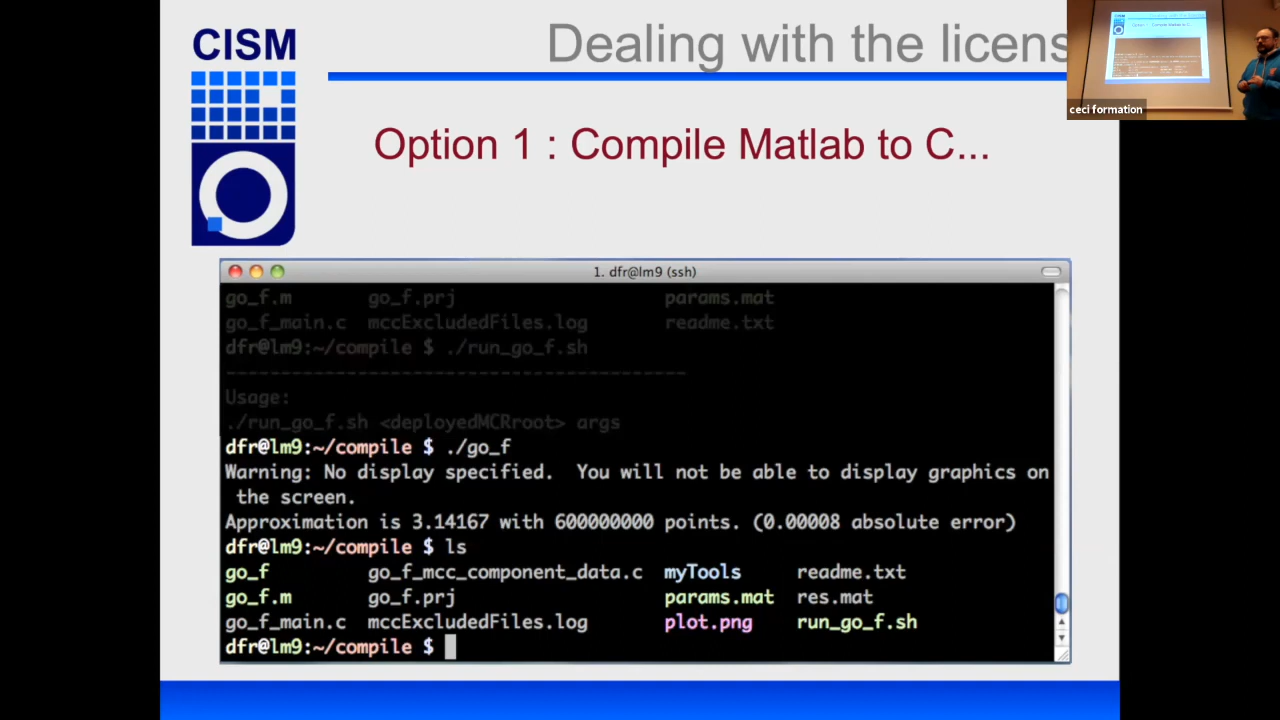 CISM
Dealing with the licens
ceci formation
Option 1 : Compile Matlab to C...
1. dfr@lm9 (ssh)
go_f.m go_f.prj params.mat
go_f_main.c mccExcludedFiles.log readme.txt
dfr@lm9:~/compile $ ./run_go_f.sh
-----------------------------------------
Usage:
./run_go_f.sh <deployedMCRroot> args
dfr@lm9:~/compile $ ./go_f
Warning: No display specified.  You will not be able to display graphics on
the screen.
Approximation is 3.14167 with 600000000 points. (0.00008 absolute error)
dfr@lm9:~/compile $ ls
go_f go_f_mcc_component_data.c myTools readme.txt
go_f.m go_f.prj params.mat res.mat
go_f_main.c mccExcludedFiles.log plot.png run_go_f.sh
dfr@lm9:~/compile $